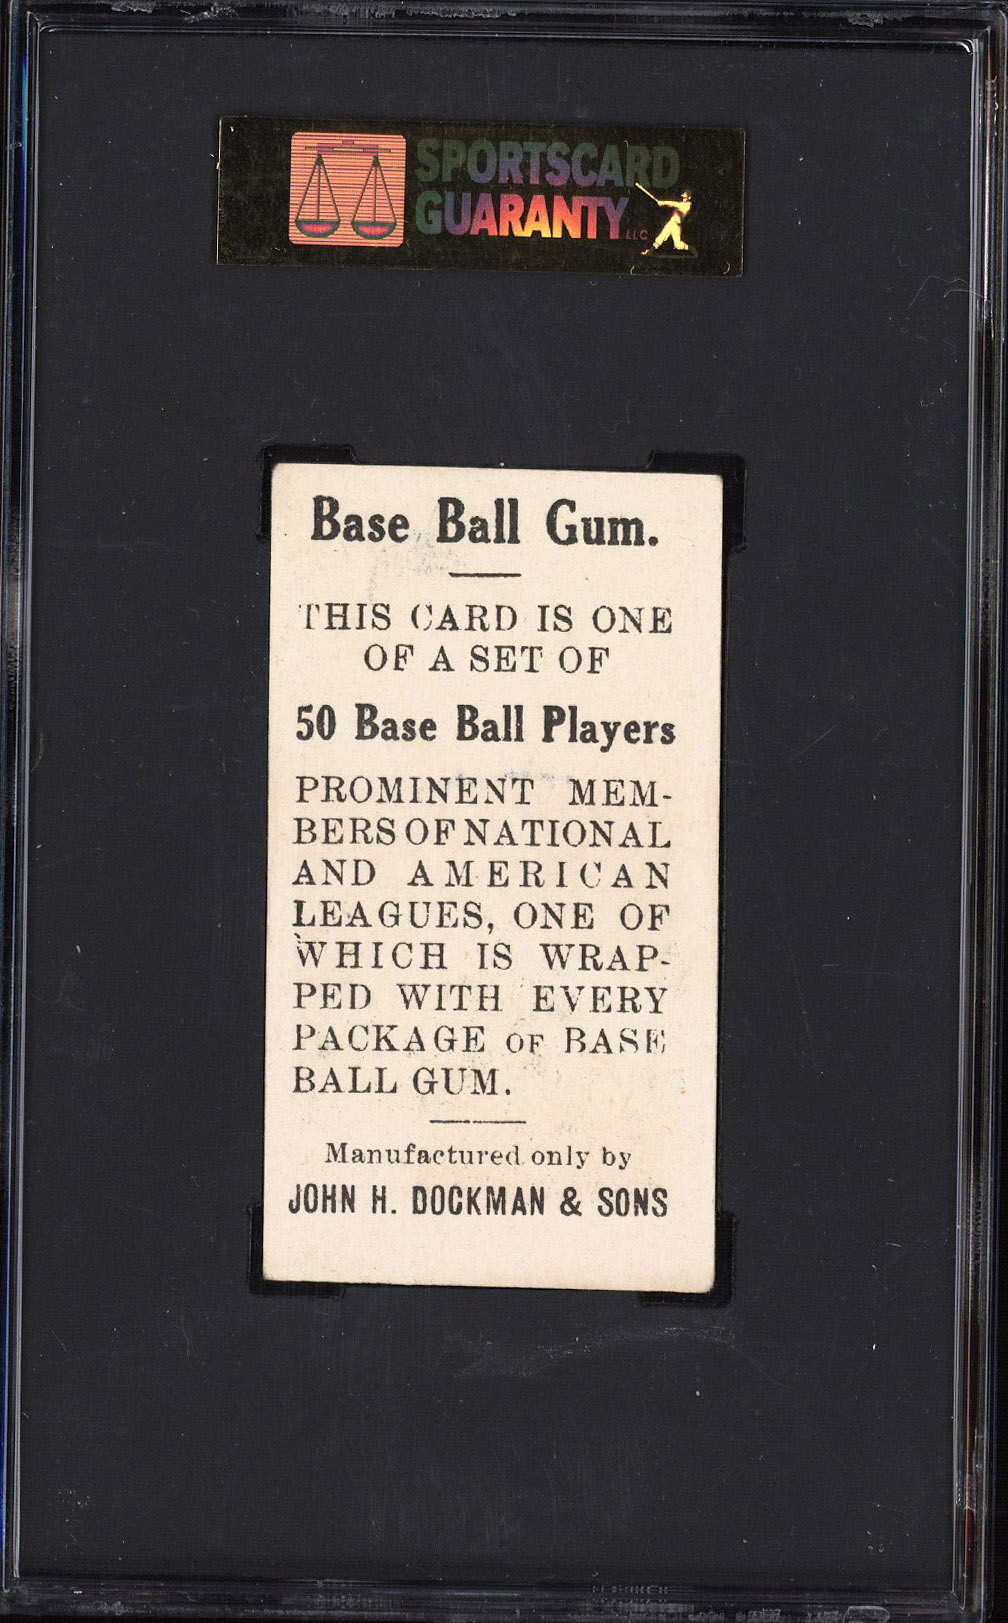 SPORTSCARD
GUARANTY LLC
Base Ball Gum.
THIS CARD IS ONE
OF A SET OF
50 Base Ball Players
PROMINENT MEM-
BERS OF NATIONAL
AND AMERICAN
LEAGUES, ONE OF
WHICH IS WRAP-
PED WITH EVERY
PACKAGE OF BASE
BALL GUM.
Manufactured only by
JOHN H. DOCKMAN & SONS